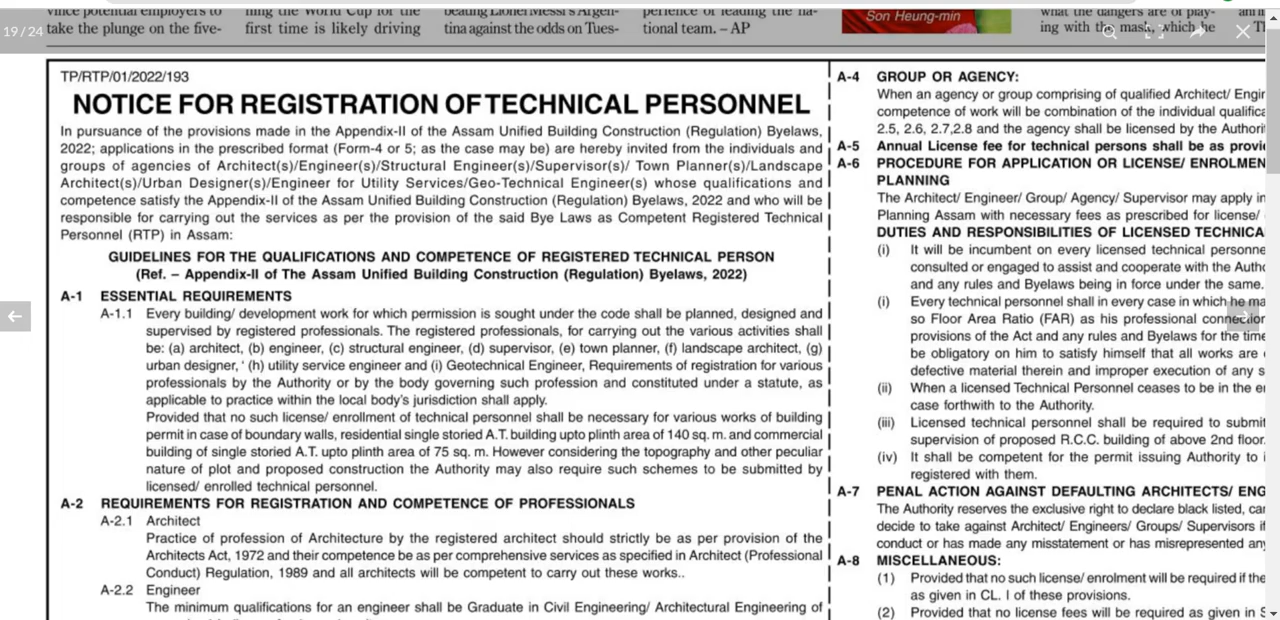 take the plunge on the five-
ning the World Cup for the
first time is likely driving
tina against the odds on Tues-
tional team. – AP
Son Heung-min
what the dangers are of play-
ing with the mask, which he
19 / 24
TP/RTP/01/2022/193
NOTICE FOR REGISTRATION OF TECHNICAL PERSONNEL
In pursuance of the provisions made in the Appendix-II of the Assam Unified Building Construction (Regulation) Byelaws,
2022; applications in the prescribed format (Form-4 or 5; as the case may be) are hereby invited from the individuals and
groups of agencies of Architect(s)/Engineer(s)/Structural Engineer(s)/Supervisor(s)/ Town Planner(s)/Landscape
Architect(s)/Urban Designer(s)/Engineer for Utility Services/Geo-Technical Engineer(s) whose qualifications and
competence satisfy the Appendix-II of the Assam Unified Building Construction (Regulation) Byelaws, 2022 and who will be
responsible for carrying out the services as per the provision of the said Bye Laws as Competent Registered Technical
Personnel (RTP) in Assam:
GUIDELINES FOR THE QUALIFICATIONS AND COMPETENCE OF REGISTERED TECHNICAL PERSON
(Ref. – Appendix-II of The Assam Unified Building Construction (Regulation) Byelaws, 2022)
A-1 ESSENTIAL REQUIREMENTS
A-1.1 Every building/ development work for which permission is sought under the code shall be planned, designed and
supervised by registered professionals. The registered professionals, for carrying out the various activities shall
be: (a) architect, (b) engineer, (c) structural engineer, (d) supervisor, (e) town planner, (f) landscape architect, (g)
urban designer, ' (h) utility service engineer and (i) Geotechnical Engineer, Requirements of registration for various
professionals by the Authority or by the body governing such profession and constituted under a statute, as
applicable to practice within the local body's jurisdiction shall apply.
Provided that no such license/ enrollment of technical personnel shall be necessary for various works of building
permit in case of boundary walls, residential single storied A.T. building upto plinth area of 140 sq. m. and commercial
building of single storied A.T. upto plinth area of 75 sq. m. However considering the topography and other peculiar
nature of plot and proposed construction the Authority may also require such schemes to be submitted by
licensed/ enrolled technical personnel.
A-2 REQUIREMENTS FOR REGISTRATION AND COMPETENCE OF PROFESSIONALS
A-2.1 Architect
Practice of profession of Architecture by the registered architect should strictly be as per provision of the
Architects Act, 1972 and their competence be as per comprehensive services as specified in Architect (Professional
Conduct) Regulation, 1989 and all architects will be competent to carry out these works..
A-2.2 Engineer
The minimum qualifications for an engineer shall be Graduate in Civil Engineering/ Architectural Engineering of
A-4 GROUP OR AGENCY:
When an agency or group comprising of qualified Architect/ Engir
competence of work will be combination of the individual qualifica
2.5, 2.6, 2.7,2.8 and the agency shall be licensed by the Authori
A-5 Annual License fee for technical persons shall be as provi
A-6 PROCEDURE FOR APPLICATION OR LICENSE/ ENROLMEN
PLANNING
The Architect/ Engineer/ Group/ Agency/ Supervisor may apply in
Planning Assam with necessary fees as prescribed for license/
DUTIES AND RESPONSIBILITIES OF LICENSED TECHNICA
(i) It will be incumbent on every licensed technical personne
consulted or engaged to assist and cooperate with the Autho
and any rules and Byelaws being in force under the same.
(i) Every technical personnel shall in every case in which he ma
so Floor Area Ratio (FAR) as his professional connection
provisions of the Act and any rules and Byelaws for the time
be obligatory on him to satisfy himself that all works are
defective material therein and improper execution of any s
(ii) When a licensed Technical Personnel ceases to be in the e
case forthwith to the Authority.
(iii) Licensed technical personnel shall be required to submit
supervision of proposed R.C.C. building of above 2nd floor.
(iv) It shall be competent for the permit issuing Authority to i
registered with them.
A-7 PENAL ACTION AGAINST DEFAULTING ARCHITECTS/ ENG
The Authority reserves the exclusive right to declare black listed, car
decide to take against Architect/ Engineers/ Groups/ Supervisors if
conduct or has made any misstatement or has misrepresented any
A-8 MISCELLANEOUS:
(1) Provided that no such license/ enrolment will be required if the
as given in CL. I of these provisions.
(2) Provided that no license fees will be required as given in S